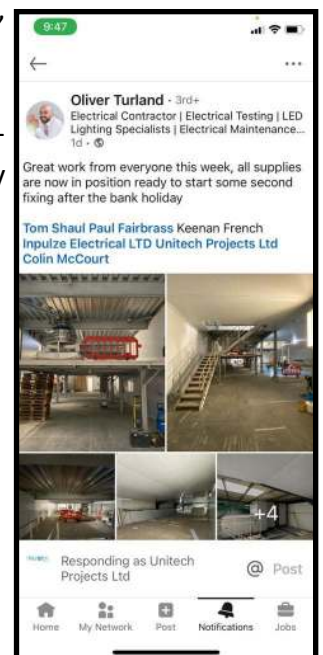 9:47
Oliver Turland · 3rd+
Electrical Contractor | Electrical Testing | LED
Lighting Specialists | Electrical Maintenance...
1d ·
Great work from everyone this week, all supplies
are now in position ready to start some second
fixing after the bank holiday
Tom Shaul Paul Fairbrass Keenan French
Inpulze Electrical LTD Unitech Projects Ltd
Colin McCourt
+4
Responding as Unitech
Projects Ltd
@ Post
Home My Network Post Notifications Jobs